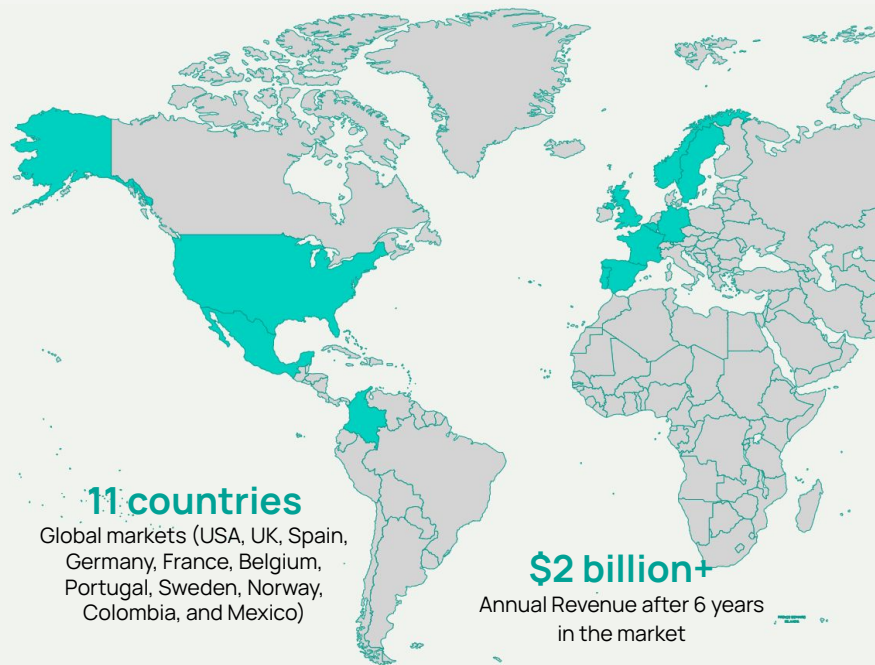 11 countries
Global markets (USA, UK, Spain,
Germany, France, Belgium,
Portugal, Sweden, Norway,
Colombia, and Mexico)
$2 billion+
Annual Revenue after 6 years
in the market